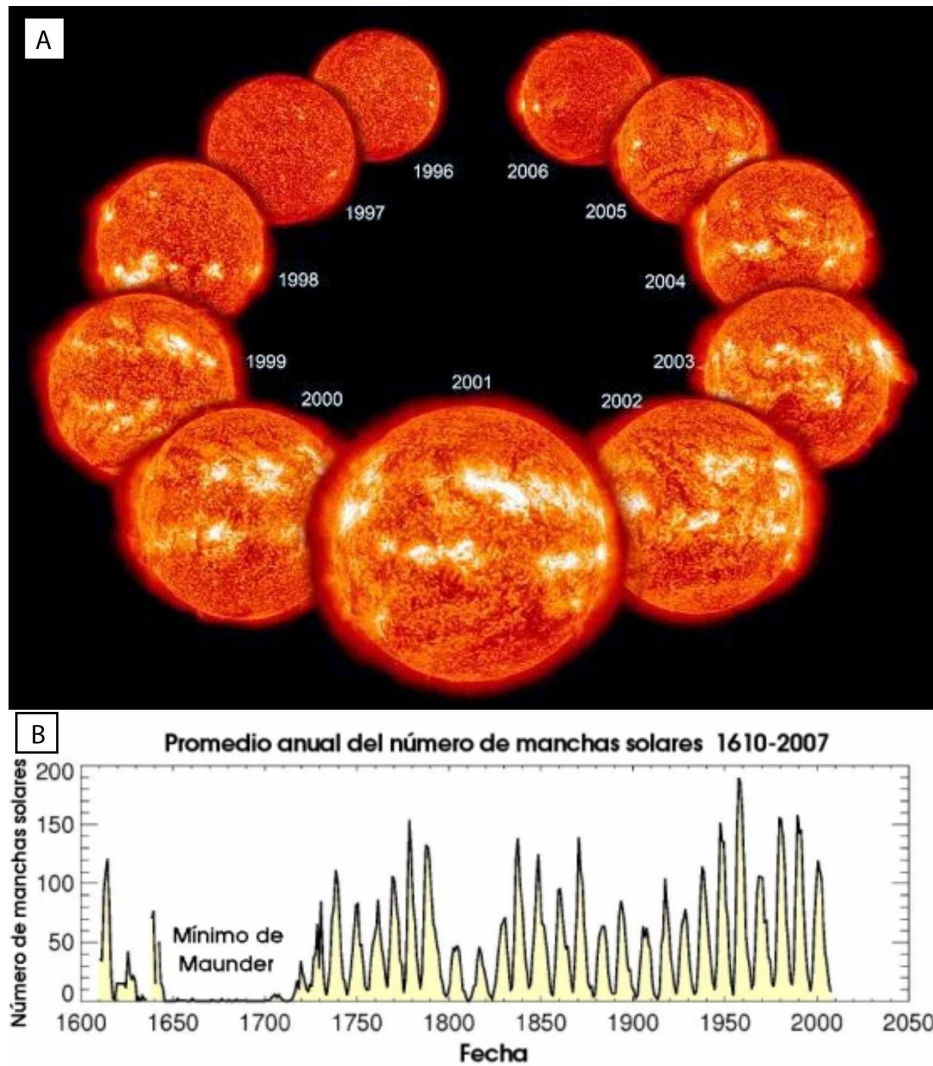 A
1996
2006
1997
2005
1998
2004
1999
2003
2000
2001
2002
B
Promedio anual del número de manchas solares 1610-2007
Número de manchas solares
200
150
100
50
0
Mínimo de
Maunder
1600 1650 1700 1750 1800 1850 1900 1950 2000 2050
Fecha